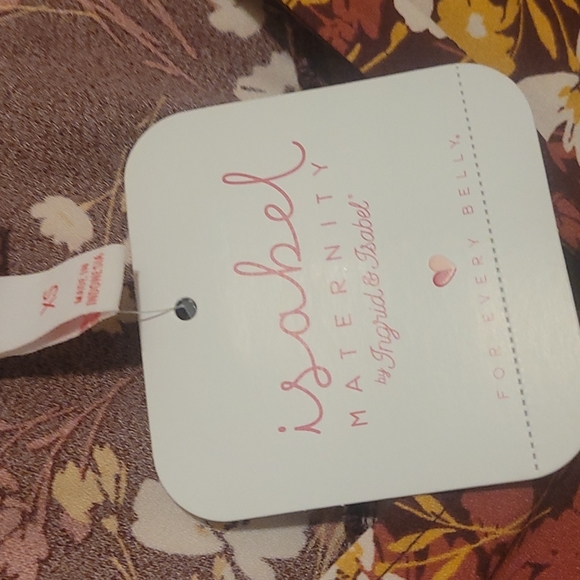 isabel
MATERNITY
by Ingrid & Isabel®
FOR EVERY BELLY.
XS
MADE IN
INDONESIA